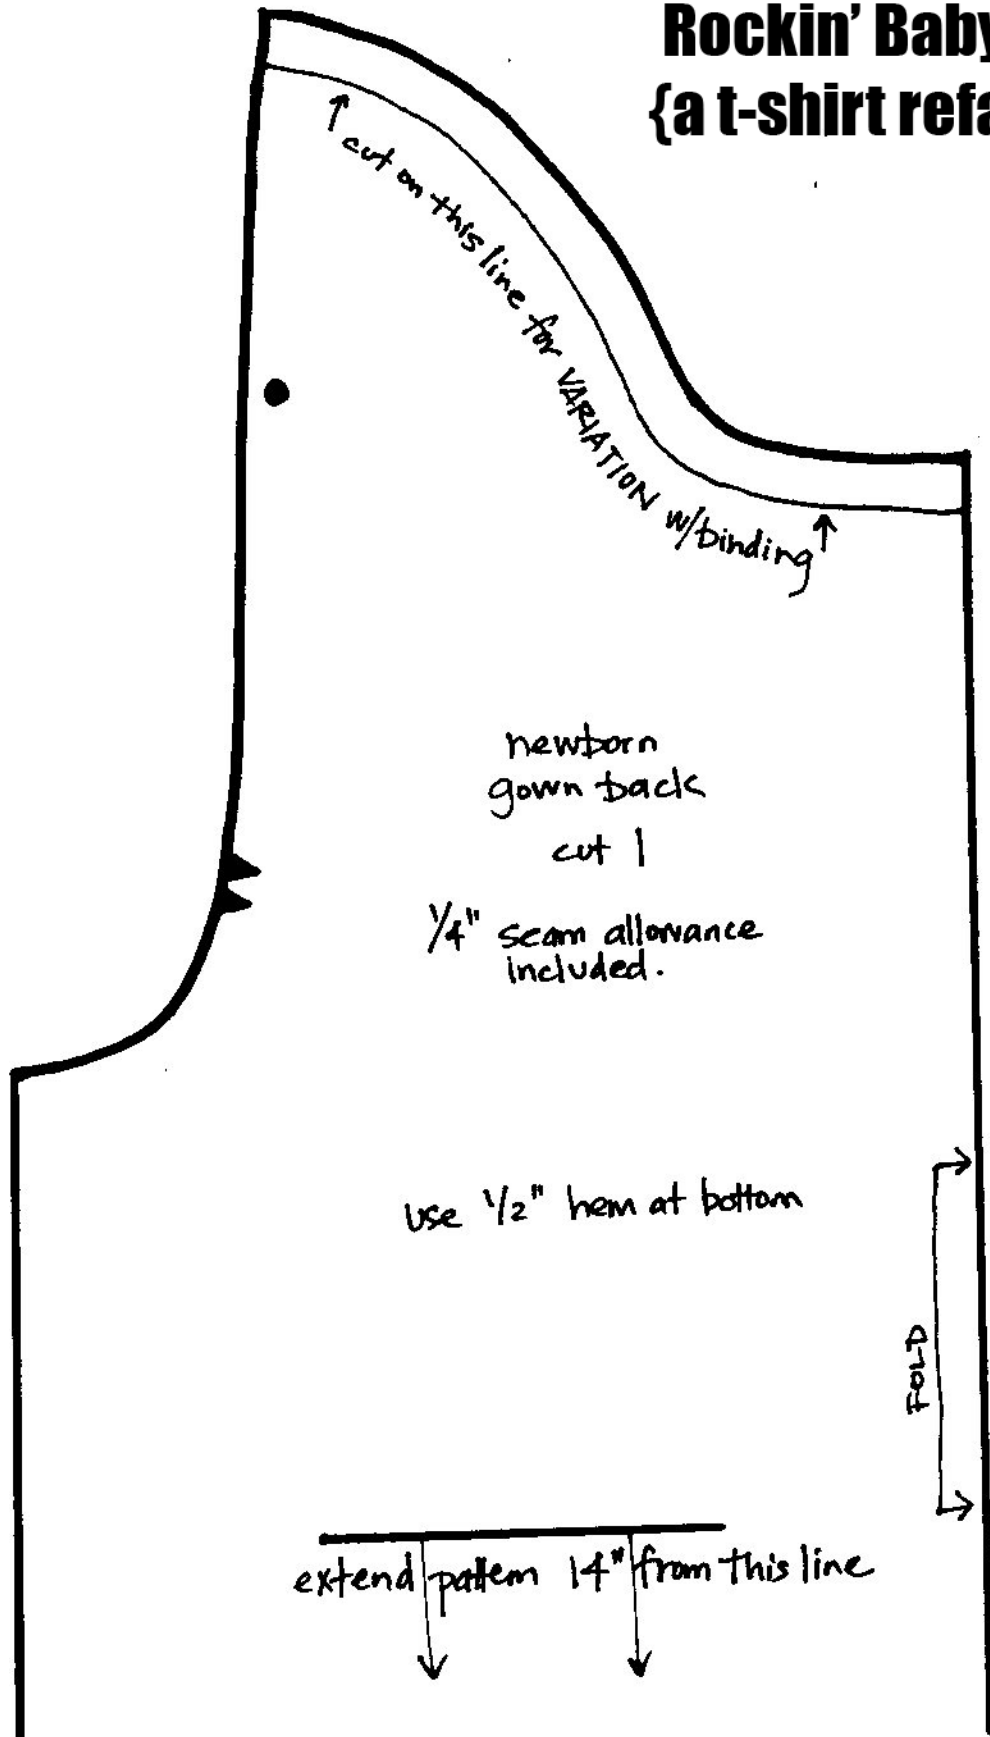 Rockin' Baby
{a t-shirt refa
cut on this line for VARIATION w/binding
newborn
gown back
cut 1
1/4" seam allowance
included.
use 1/2" hem at bottom
FOLD
extend pattern 14" from this line